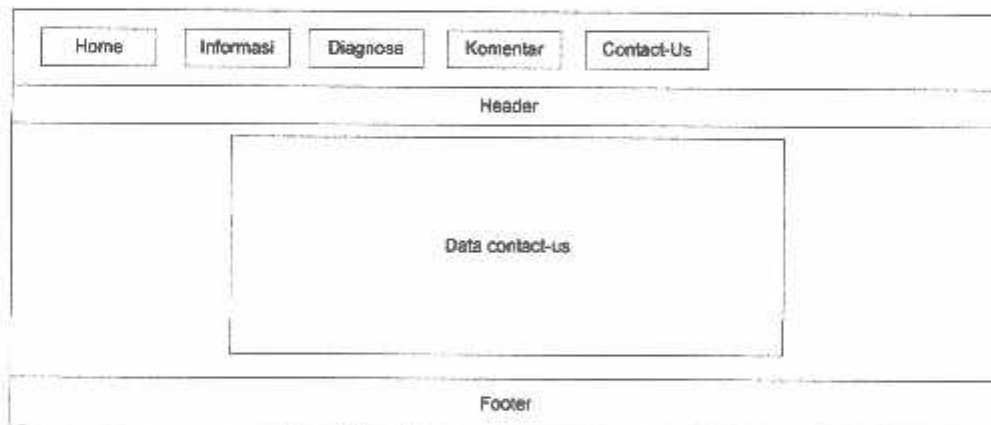 Home Informasi Diagnosa Komentar Contact-Us
Header
Data contact-us
Footer